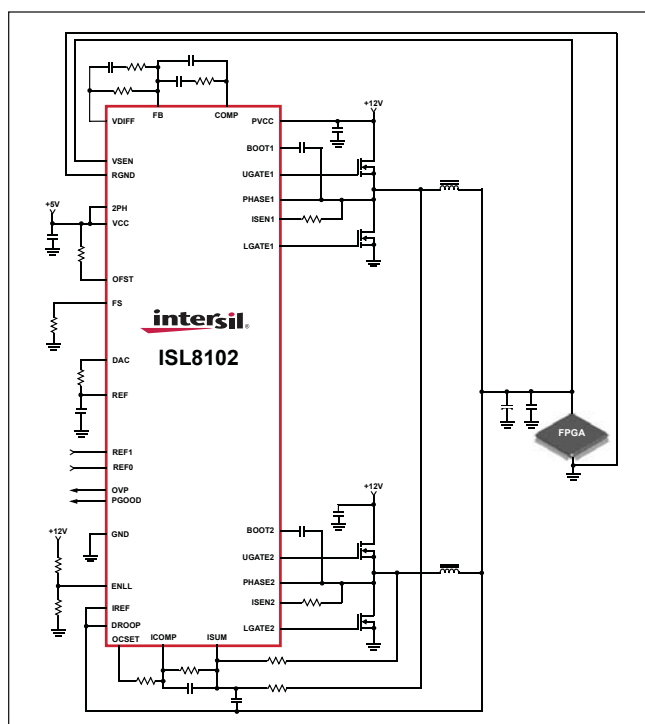 FB
COMP
VDIFF
VSEN
RGND
+5V
2PH
VCC
OFST
FS
DAC
REF
REF1
REF0
OVP
PGOOD
+12V
GND
ENLL
IREF
DROOP
OCSET
ICOMP
ISUM
intersil®
ISL8102
+12V
PVCC
BOOT1
UGATE1
PHASE1
ISEN1
LGATE1
FPGA
+12V
BOOT2
UGATE2
PHASE2
ISEN2
LGATE2